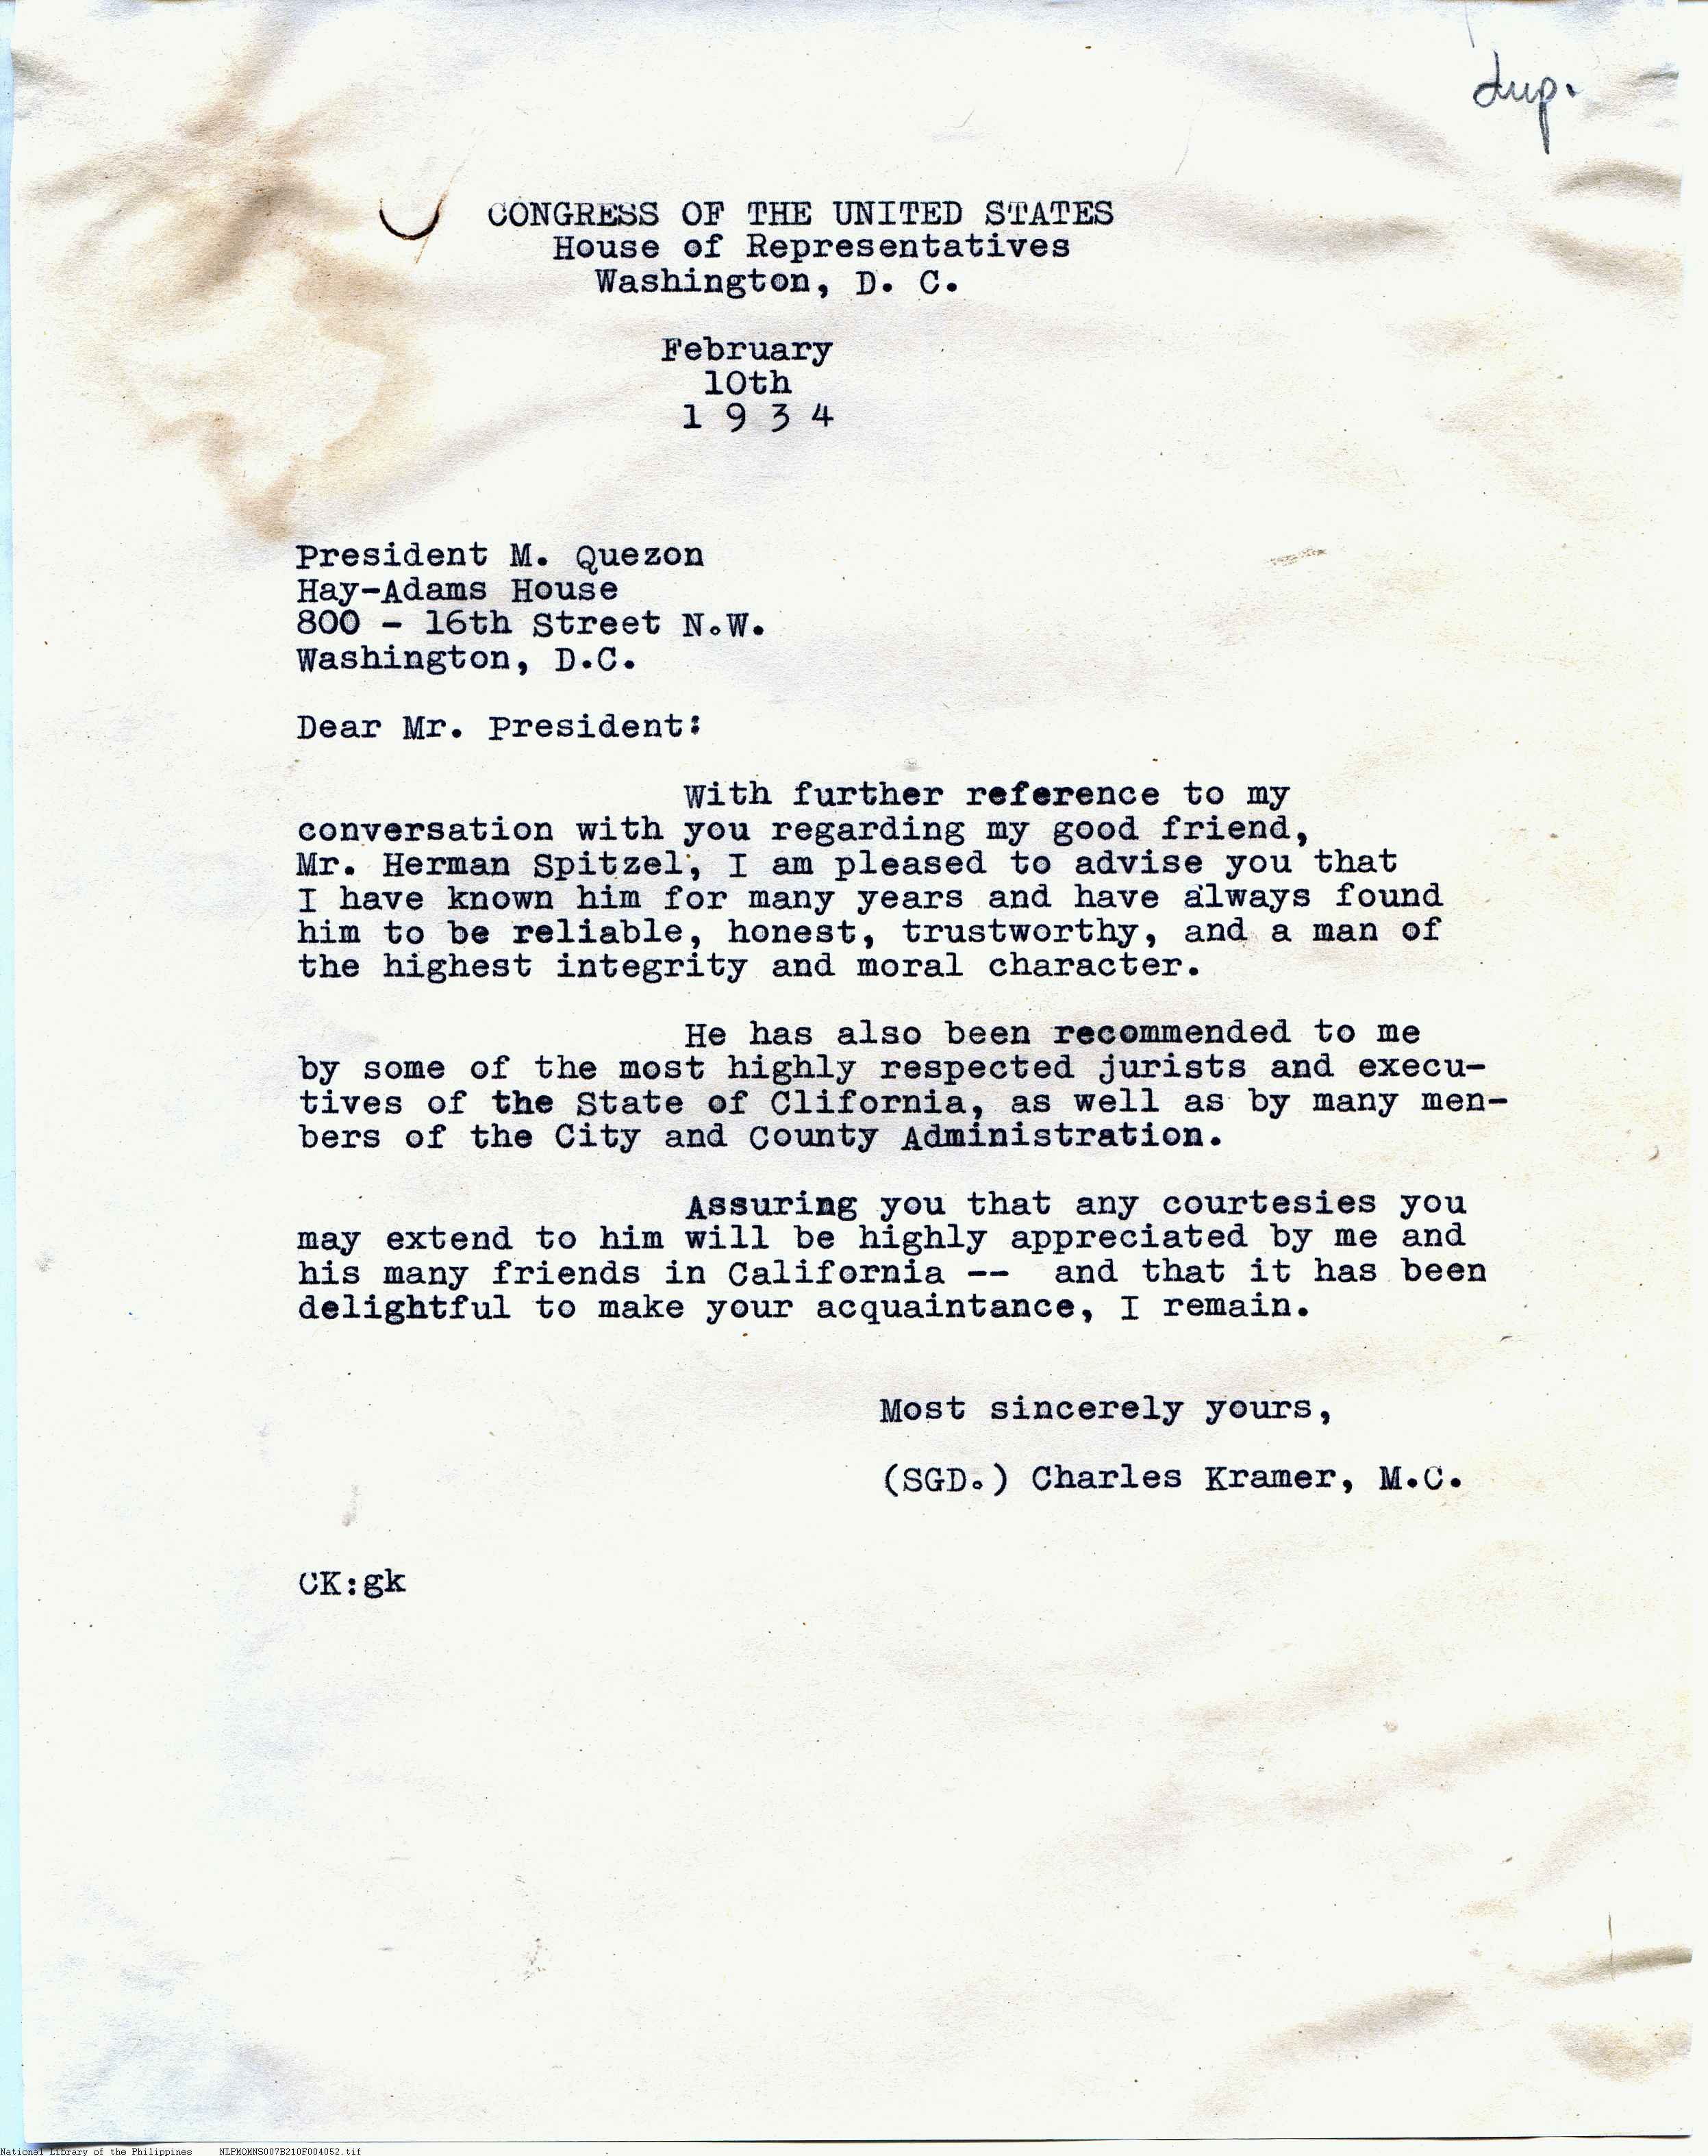 dup.
CONGRESS OF THE UNITED STATES
House of Representatives
Washington, D. C.
February
10th
1 9 3 4
President M. Quezon
Hay-Adams House
800 - 16th Street N.W.
Washington, D.C.
Dear Mr. President:
With further reference to my
conversation with you regarding my good friend,
Mr. Herman Spitzel, I am pleased to advise you that
I have known him for many years and have always found
him to be reliable, honest, trustworthy, and a man of
the highest integrity and moral character.
He has also been recommended to me
by some of the most highly respected jurists and execu-
tives of the State of Clifornia, as well as by many men-
bers of the City and County Administration.
Assuring you that any courtesies you
may extend to him will be highly appreciated by me and
his many friends in California -- and that it has been
delightful to make your acquaintance, I remain.
Most sincerely yours,
(SGD.) Charles Kramer, M.C.
CK:gk
National Library of the Philippines NLPMQMNS007B210F004052.tif